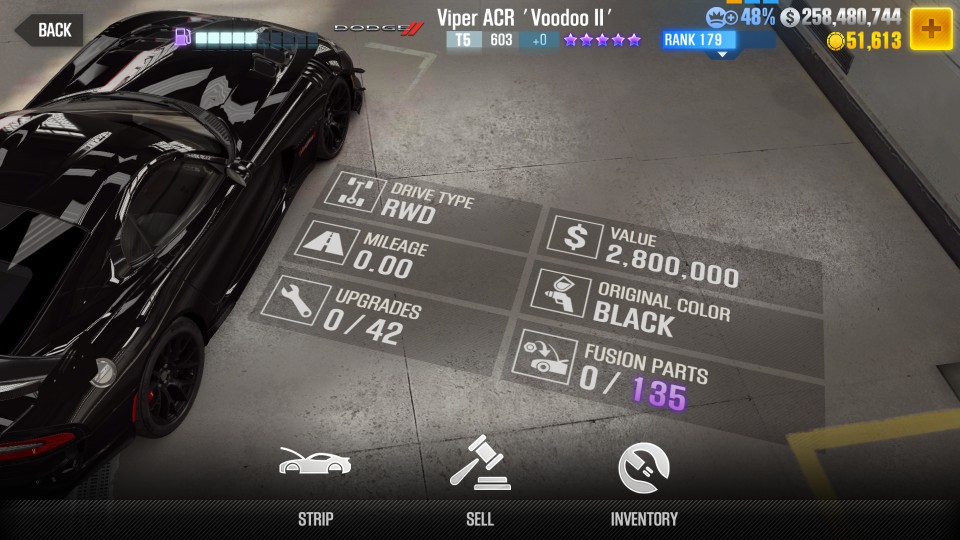 BACK
DODGE
Viper ACR 'Voodoo II'
T5 603 +0
48%
$ 258,480,744
RANK 179
51,613
+
DRIVE TYPE
RWD
MILEAGE
0.00
UPGRADES
0 / 42
$ VALUE
2,800,000
ORIGINAL COLOR
BLACK
FUSION PARTS
0 / 135
STRIP
SELL
INVENTORY